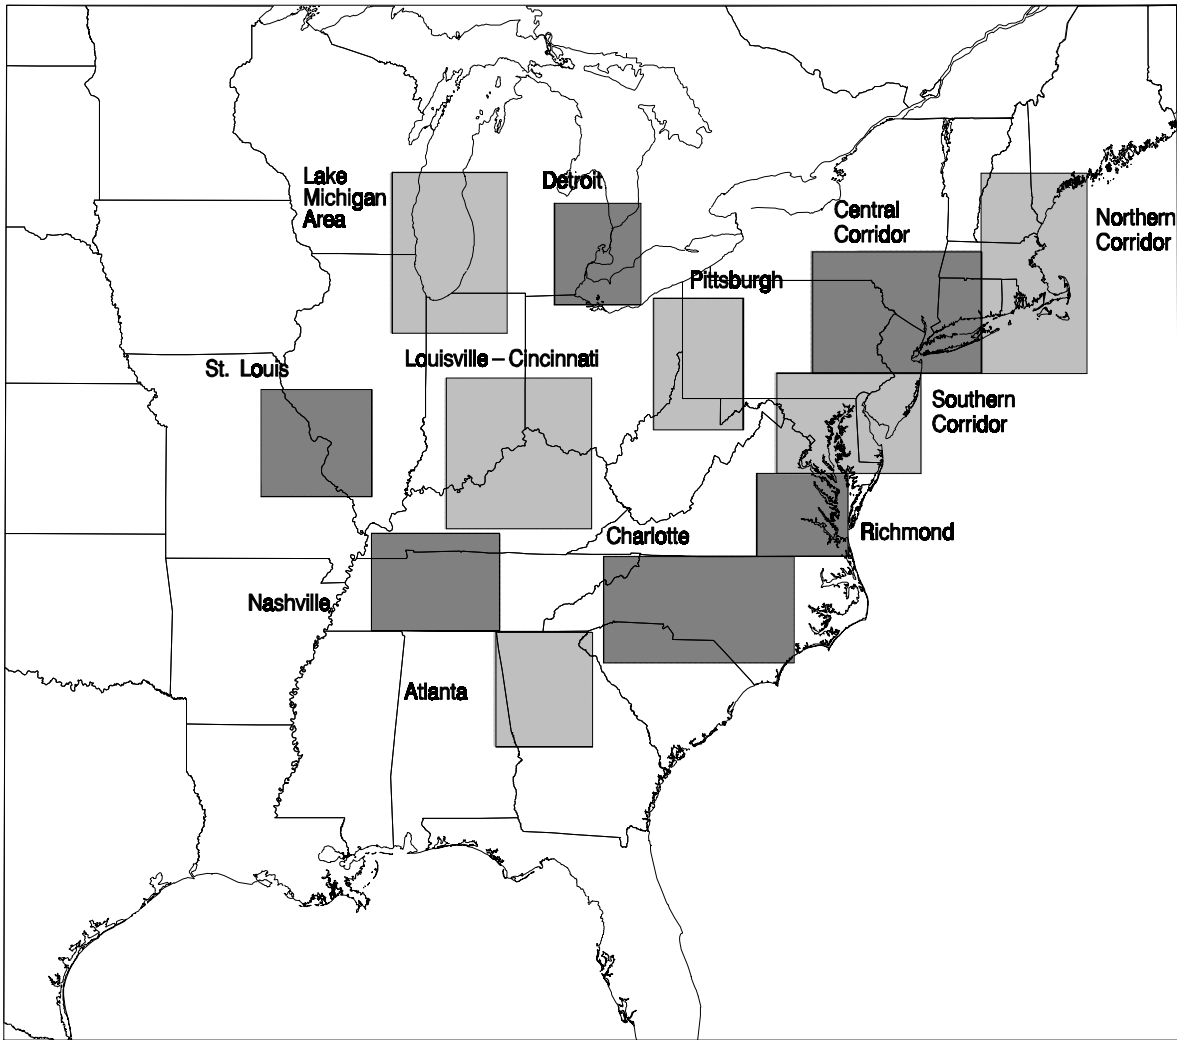 Lake
Michigan
Area
Detroit
Central
Corridor
Northern
Corridor
Pittsburgh
St. Louis
Louisville – Cincinnati
Southern
Corridor
Charlotte
Richmond
Nashville
Atlanta